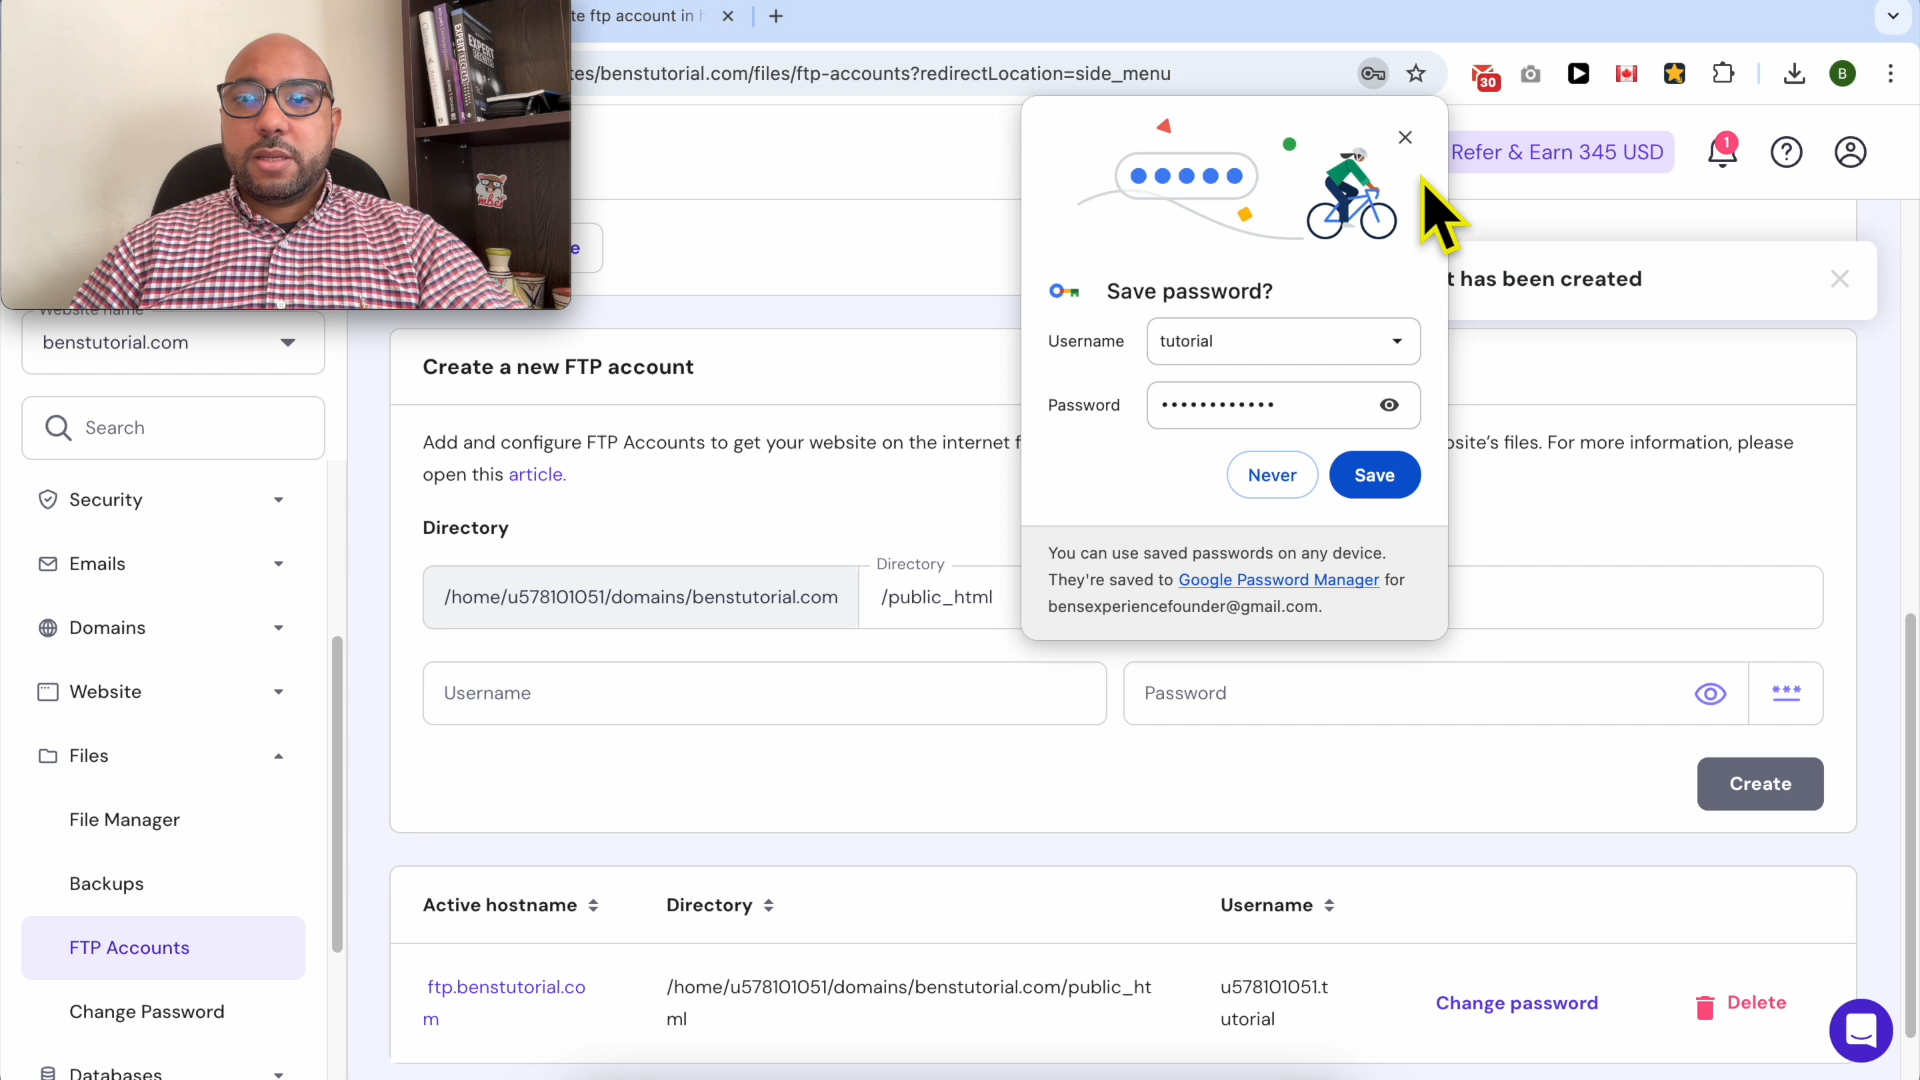 te ftp account in h
tes/benstutorial.com/files/ftp-accounts?redirectLocation=side_menu
30
B
EXPERT
SECRETS
Refer & Earn 345 USD
1
e
t has been created
Save password?
Username
tutorial
Password
••••••••••••
Never
Save
You can use saved passwords on any device.
They're saved to Google Password Manager for
bensexperiencefounder@gmail.com.
Website name
benstutorial.com
Search
Security
Emails
Domains
Website
Files
File Manager
Backups
FTP Accounts
Change Password
Databases
Create a new FTP account
Add and configure FTP Accounts to get your website on the internet f
bsite's files. For more information, please
open this article.
Directory
/home/u578101051/domains/benstutorial.com
Directory
/public_html
Username
Password
***
Create
Active hostname
Directory
Username
ftp.benstutorial.co
m
/home/u578101051/domains/benstutorial.com/public_ht
ml
u578101051.t
utorial
Change password
Delete